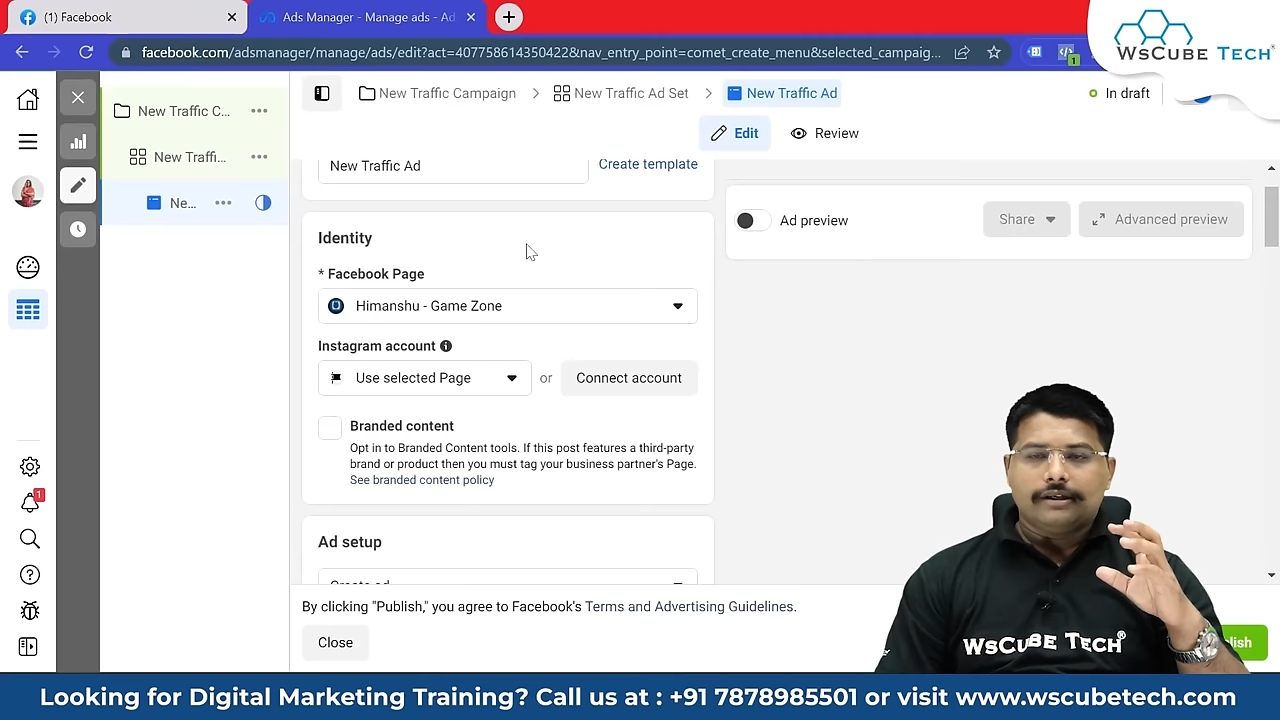 (1) Facebook
Ads Manager - Manage ads - Ad
WsCube Tech®
facebook.com/adsmanager/manage/ads/edit?act=4077586143504228&nav_entry_point=comet_create_menu&selected_campaig...
1
New Traffic C...
New Traffic Campaign
New Traffic Ad Set
New Traffic Ad
In draft
Edit
Review
New Traffi...
New Traffic Ad
Create template
Ne...
Ad preview
Share
Advanced preview
Identity
* Facebook Page
Himanshu - Game Zone
Instagram account
Use selected Page
or
Connect account
Branded content
Opt in to Branded Content tools. If this post features a third-party
brand or product then you must tag your business partner's Page.
See branded content policy
1
Ad setup
By clicking "Publish," you agree to Facebook's Terms and Advertising Guidelines.
Close
WsCube Tech®
Looking for Digital Marketing Training? Call us at : +91 7878985501 or visit www.wscubetech.com